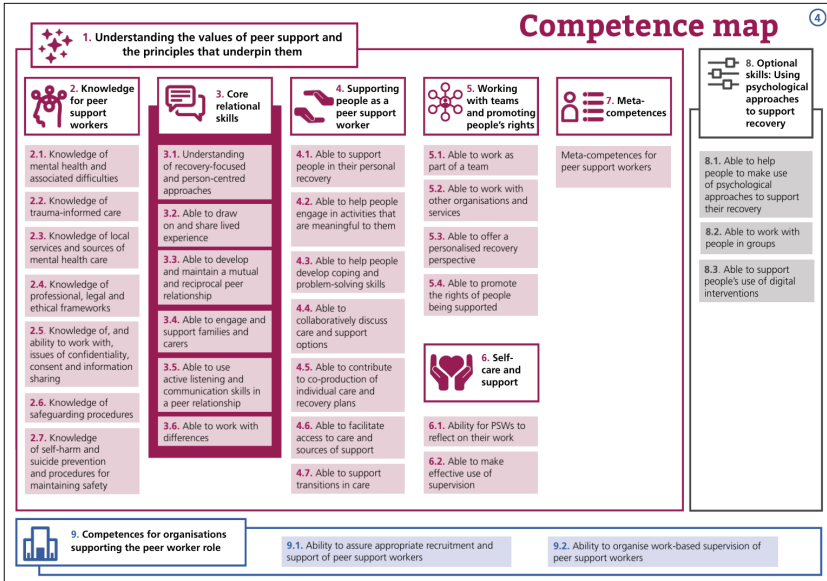 Competence map
4
1. Understanding the values of peer support and
the principles that underpin them
2. Knowledge
for peer
support
workers
2.1. Knowledge of
mental health and
associated difficulties
2.2. Knowledge of
trauma-informed care
2.3. Knowledge of local
services and sources of
mental health care
2.4. Knowledge of
professional, legal and
ethical frameworks
2.5. Knowledge of, and
ability to work with,
issues of confidentiality,
consent and information
sharing
2.6. Knowledge of
safeguarding procedures
2.7. Knowledge
of self-harm and
suicide prevention
and procedures for
maintaining safety
3. Core
relational
skills
3.1. Understanding
of recovery-focused
and person-centred
approaches
3.2. Able to draw
on and share lived
experience
3.3. Able to develop
and maintain a mutual
and reciprocal peer
relationship
3.4. Able to engage and
support families and
carers
3.5. Able to use
active listening and
communication skills in
a peer relationship
3.6. Able to work with
differences
4. Supporting
people as a
peer support
worker
4.1. Able to support
people in their personal
recovery
4.2. Able to help people
engage in activities that
are meaningful to them
4.3. Able to help people
develop coping and
problem-solving skills
4.4. Able to
collaboratively discuss
care and support
options
4.5. Able to contribute
to co-production of
individual care and
recovery plans
4.6. Able to facilitate
access to care and
sources of support
4.7. Able to support
transitions in care
5. Working
with teams
and promoting
people's rights
5.1. Able to work as
part of a team
5.2. Able to work with
other organisations and
services
5.3. Able to offer a
personalised recovery
perspective
5.4. Able to promote
the rights of people
being supported
6. Self-
care and
support
6.1. Ability for PSWs to
reflect on their work
6.2. Able to make
effective use of
supervision
7. Meta-
competences
Meta-competences for
peer support workers
8. Optional
skills: Using
psychological
approaches
to support
recovery
8.1. Able to help
people to make use
of psychological
approaches to support
their recovery
8.2. Able to work with
people in groups
8.3. Able to support
people's use of digital
interventions
9. Competences for organisations
supporting the peer worker role
9.1. Ability to assure appropriate recruitment and
support of peer support workers
9.2. Ability to organise work-based supervision of
peer support workers